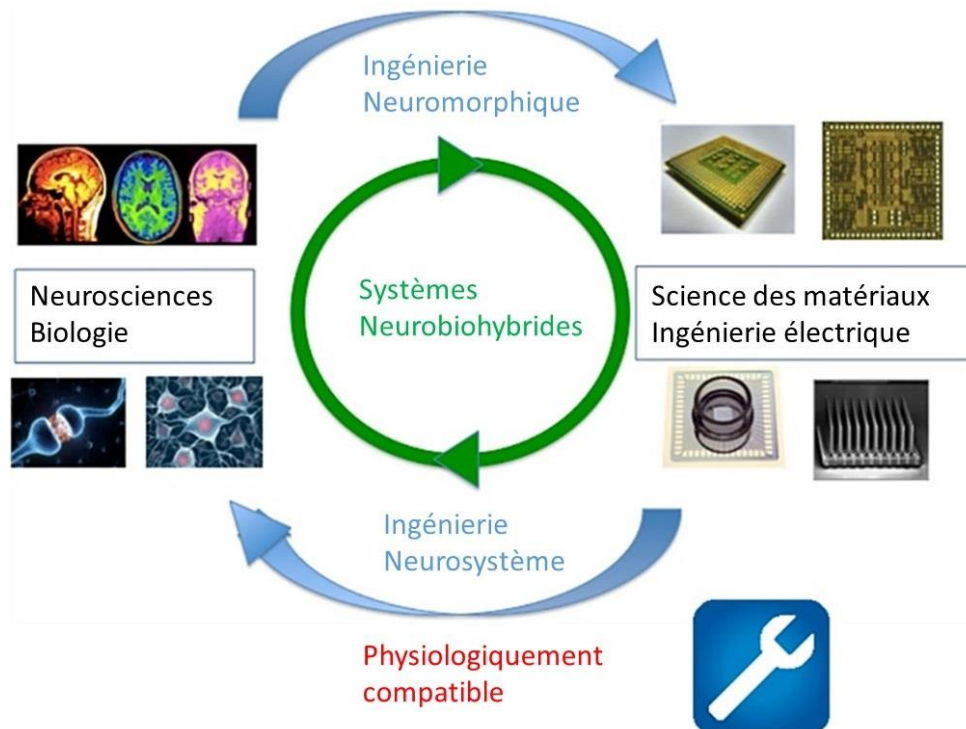 Ingénierie
Neuromorphique
Systèmes
Neurobiohybrides
Neurosciences
Biologie
Science des matériaux
Ingénierie électrique
Ingénierie
Neurosystème
Physiologiquement
compatible